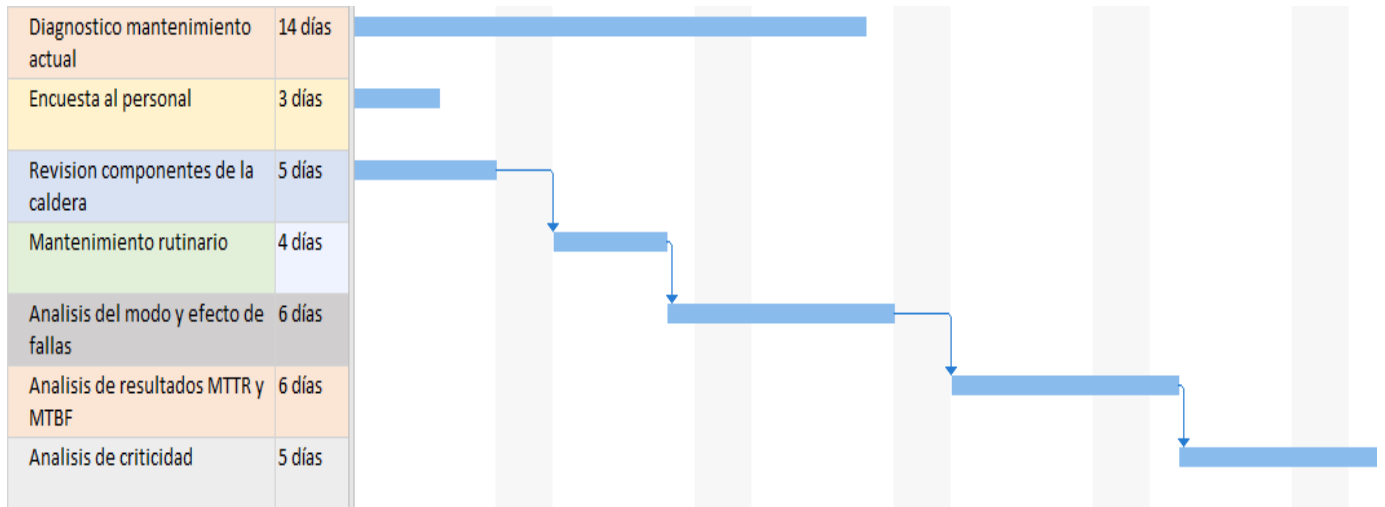 Diagnostico mantenimiento 14 días
actual
Encuesta al personal 3 días
Revision componentes de la 5 días
caldera
Mantenimiento rutinario 4 días
Analisis del modo y efecto de 6 días
fallas
Analisis de resultados MTTR y 6 días
MTBF
Analisis de criticidad 5 días